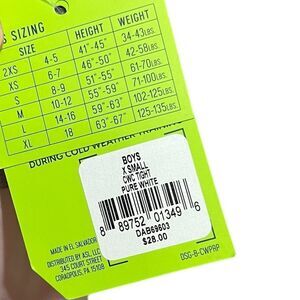 SIZING
SIZE HEIGHT WEIGHT
2XS 4-5 41"-45" 34-43LBS.
XS 6-7 46"-50" 42-58LBS.
S 8-9 51"-55" 61-70LBS.
M 10-12 55"-59" 71-100LBS.
L 14-16 59"-63" 102-125LBS.
XL 18 63"-67" 125-135LBS.
DURING COLD WEATHER TRAINING
BOYS
X SMALL
CWC TIGHT
PURE WHITE
8 89752 01349 6
DAB69603
$28.00
MADE IN EL SALVADOR
DISTRIBUTED BY ASL, LLC
345 COURT STREET
CORAOPOLIS, PA 15108
DSG-B-CWPRP